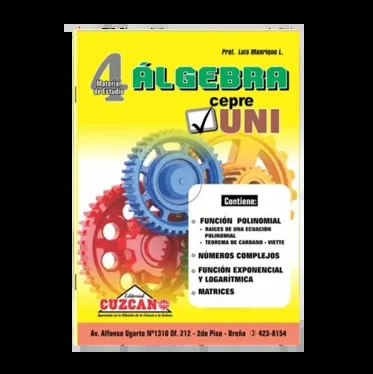 Prof. Luis Manrique L.
4
Material
de Estudio
ÁLGEBRA
cepre
UNI
Contiene:
• FUNCIÓN POLINOMIAL
- RAÍCES DE UNA ECUACIÓN
POLINOMIAL
- TEOREMA DE CARDANO - VIETTE
• NÚMEROS COMPLEJOS
• FUNCIÓN EXPONENCIAL
Y LOGARÍTMICA
• MATRICES
Editorial
CUZCANO
Av. Alfonso Ugarte Nº1310 Of. 212 - 2do Piso - Breña ✆ 423-8154